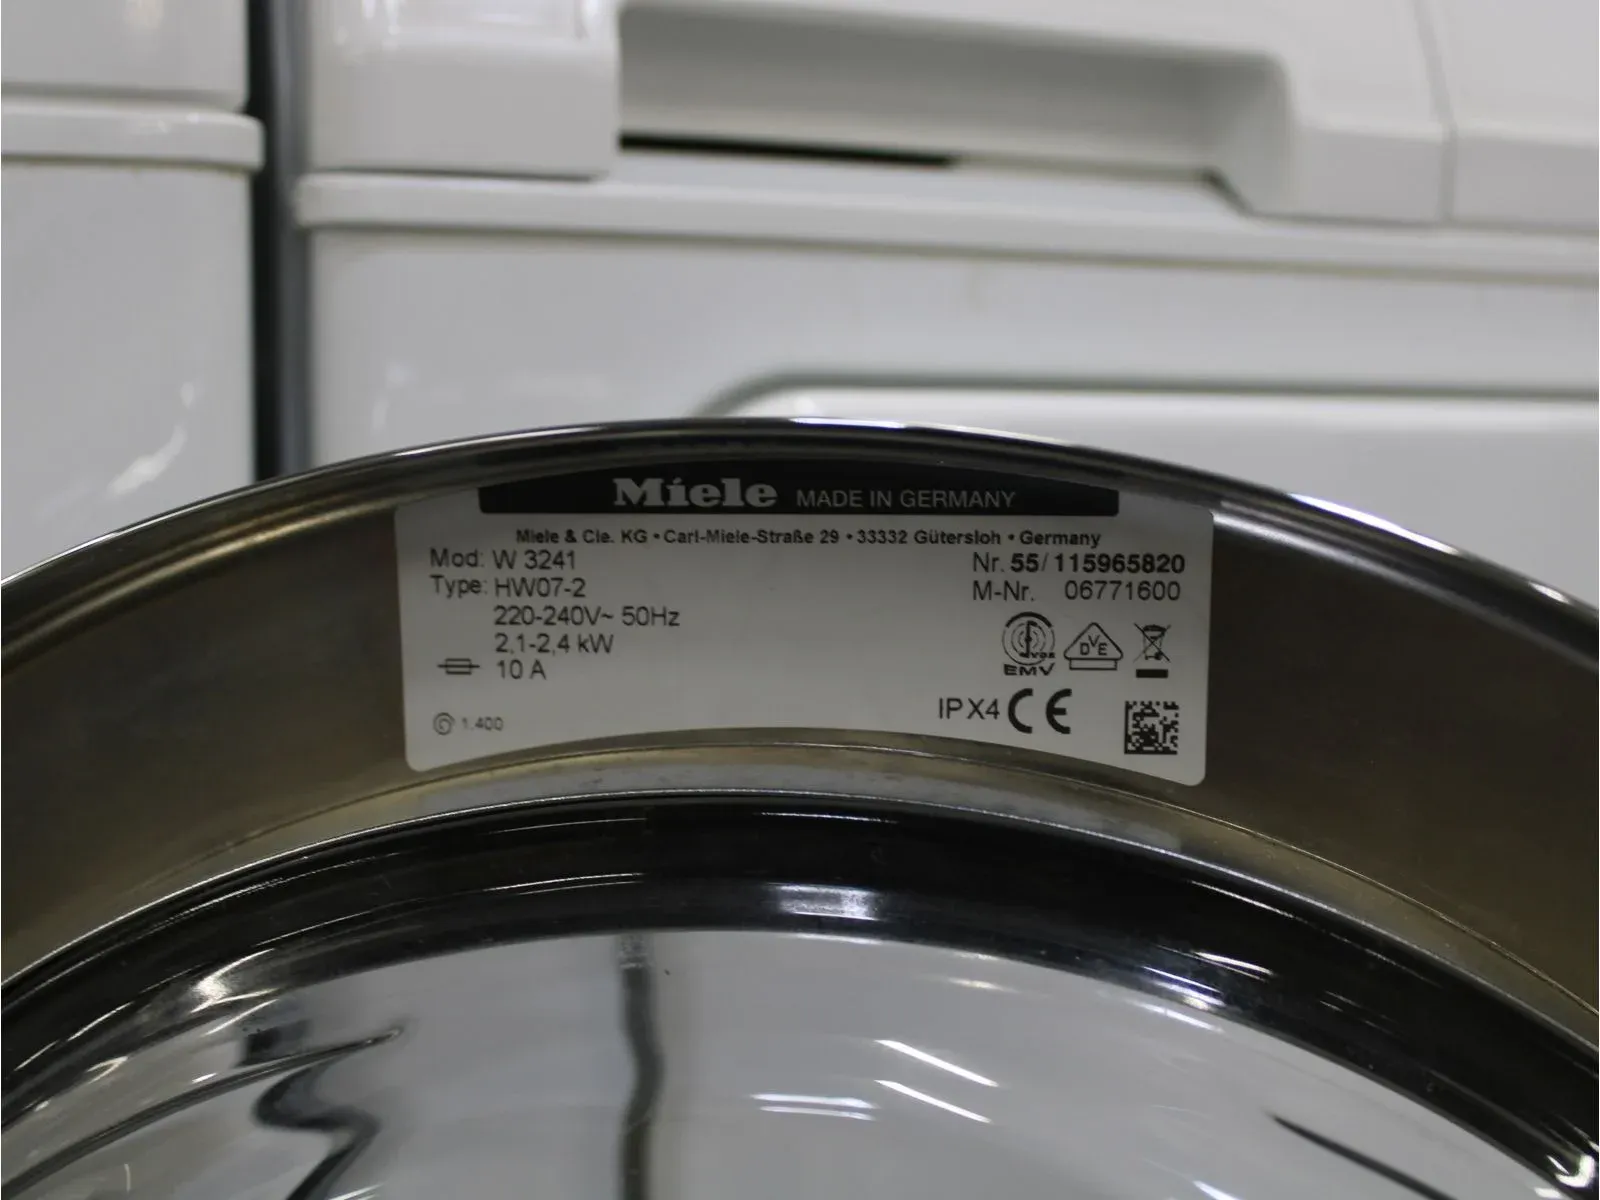 Miele MADE IN GERMANY
Miele & Cie. KG • Carl-Miele-Straße 29 • 33332 Gütersloh • Germany
Mod: W 3241
Nr. 55/ 115965820
Type: HW07-2
M-Nr. 06771600
220-240V~ 50Hz
2,1-2,4 kW
10 A
VDE
EMV
DVE
IPX4 CE
1.400